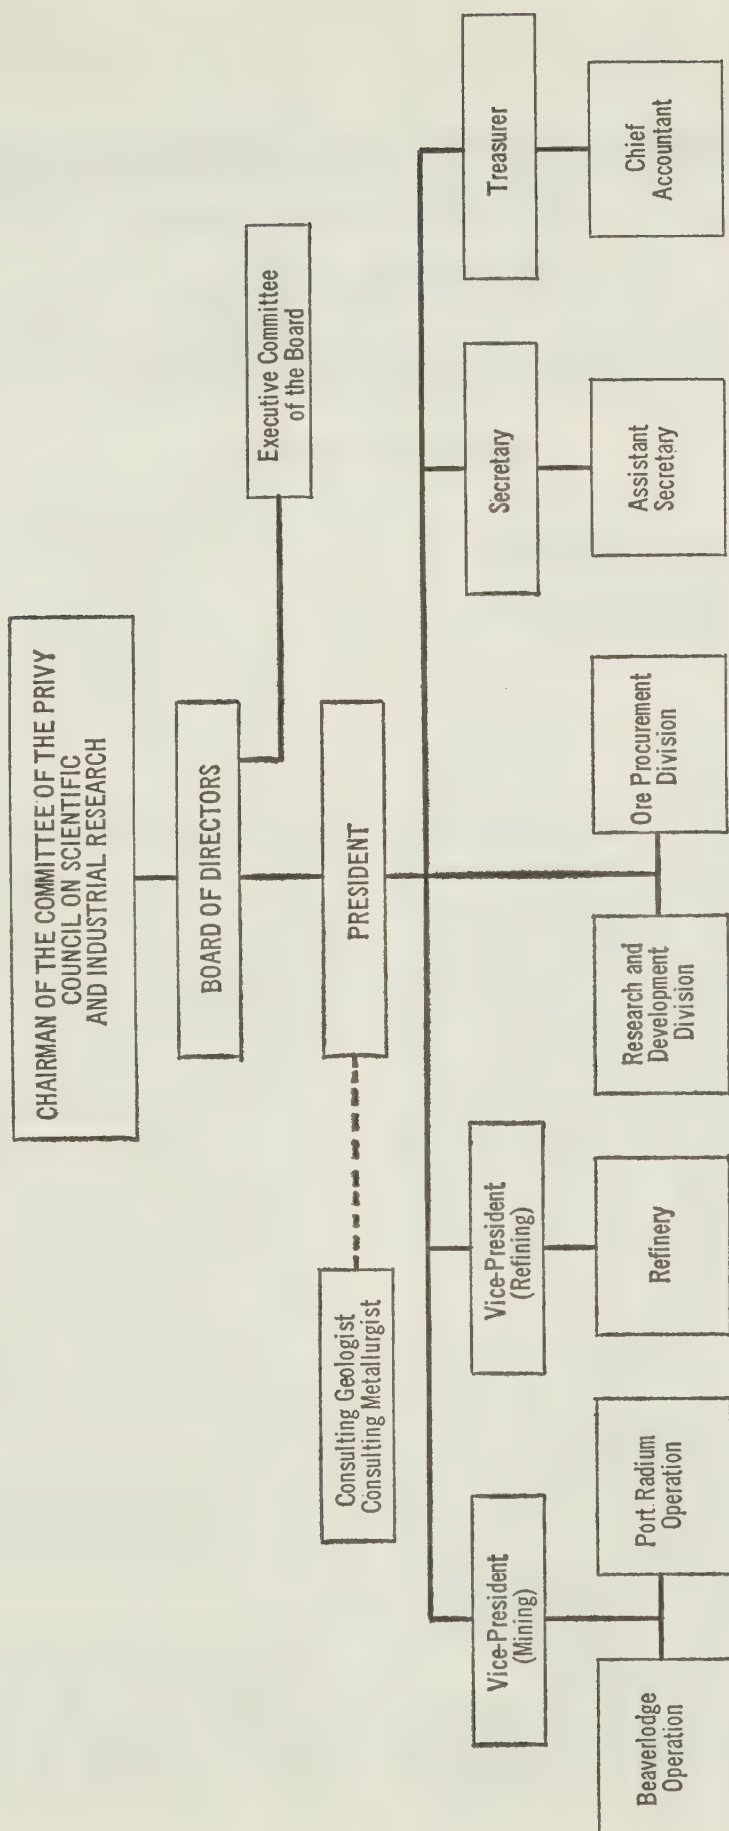 CHAIRMAN OF THE COMMITTEE OF THE PRIVY
COUNCIL ON SCIENTIFIC
AND INDUSTRIAL RESEARCH
BOARD OF DIRECTORS
Executive Committee
of the Board
PRESIDENT
Consulting Geologist
Consulting Metallurgist
Vice-President
(Mining)
Vice-President
(Refining)
Secretary
Treasurer
Beaverlodge
Operation
Port Radium
Operation
Refinery
Research and
Development
Division
Ore Procurement
Division
Assistant
Secretary
Chief
Accountant